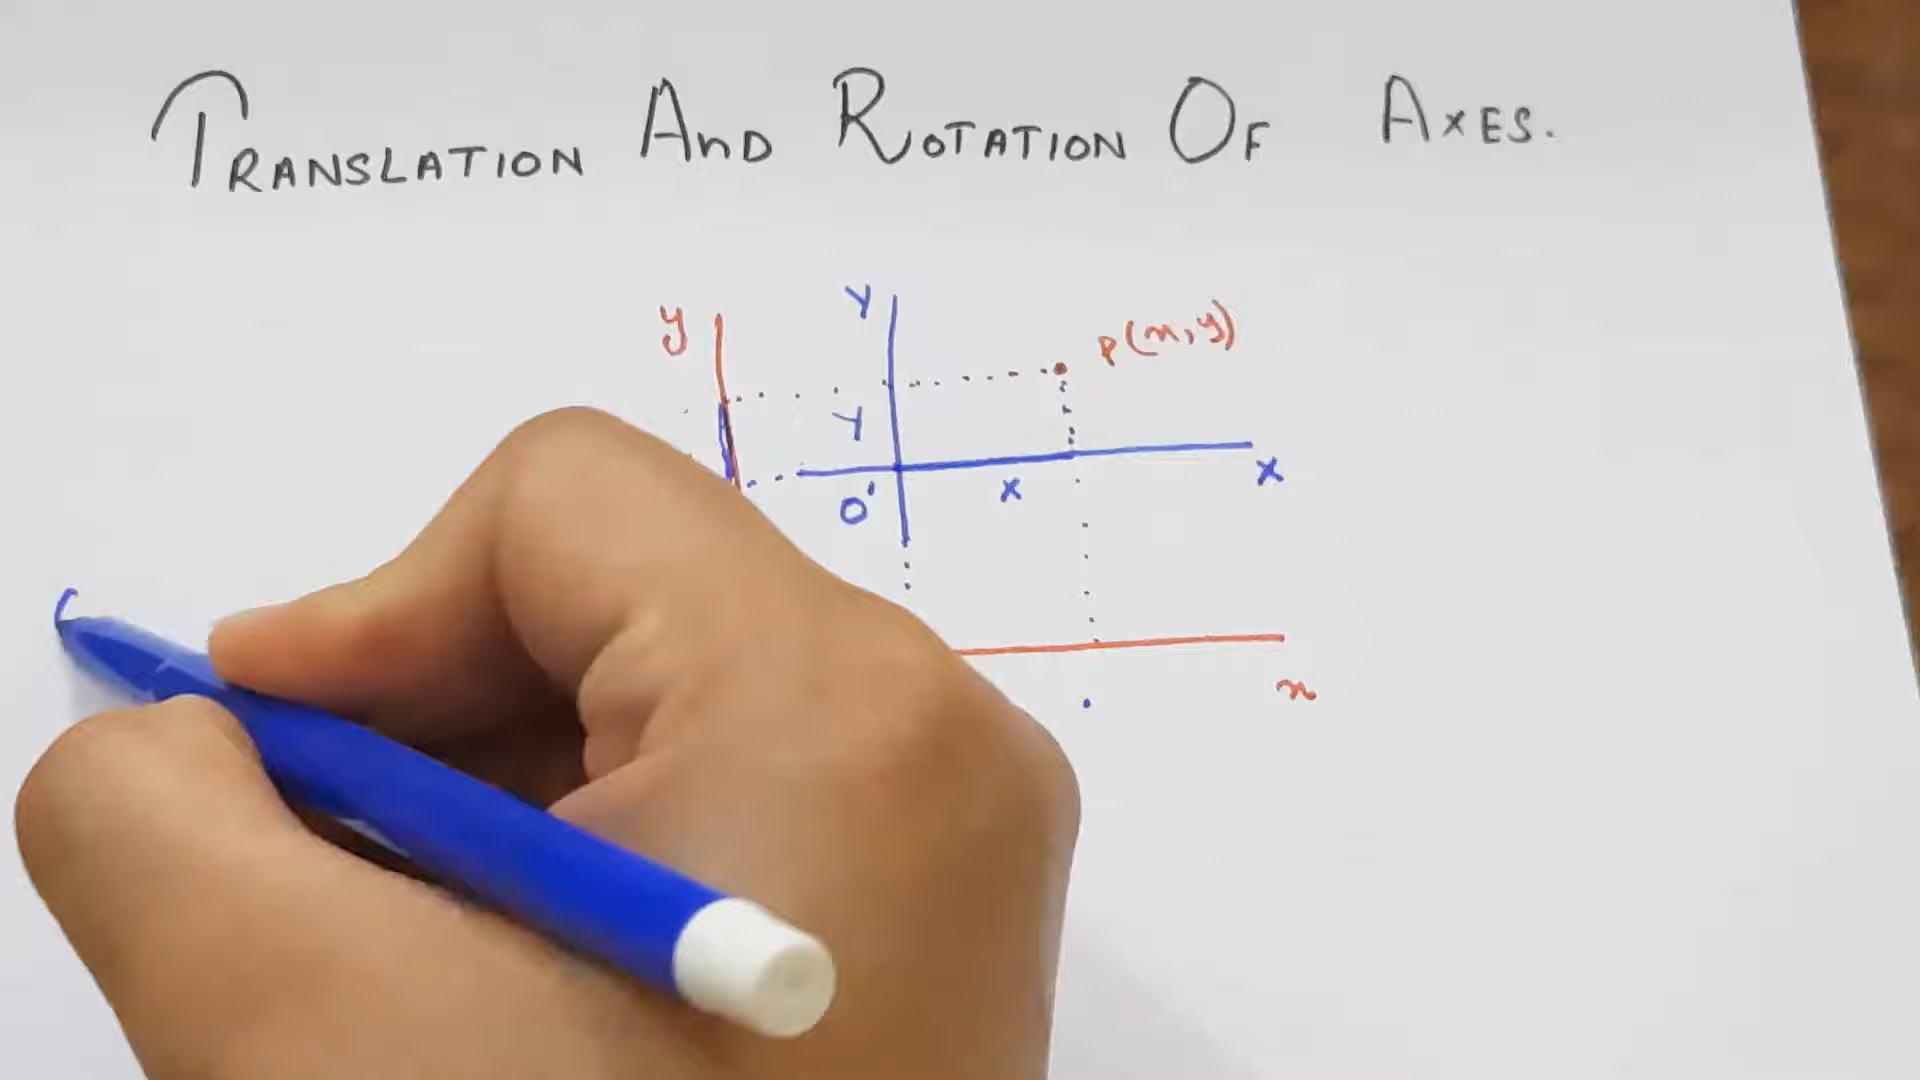 TRANSLATION AND ROTATION OF AXES.
y
Y
P(x,y)
Y
X
X
O'
x